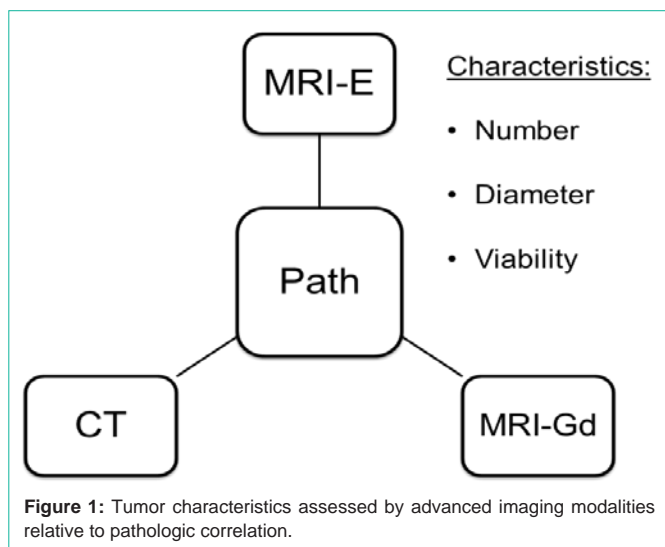 MRI-E
Characteristics:
• Number
• Diameter
• Viability
Path
CT
MRI-Gd
Figure 1: Tumor characteristics assessed by advanced imaging modalities
relative to pathologic correlation.